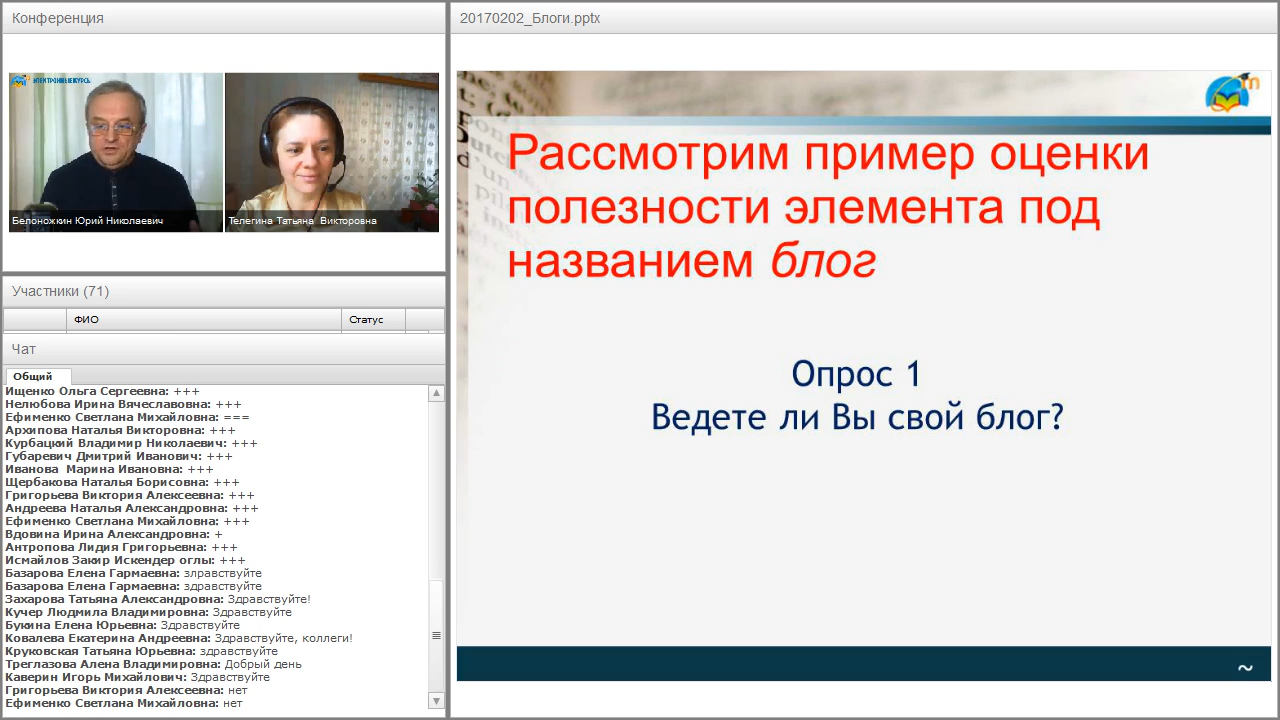 Конференция
ЭЛЕКТРОННЫЕ КУРСЫ
Белоножкин Юрий Николаевич
Телегина Татьяна Викторовна
Участники (71)
ФИО
Статус
Чат
Общий
Ищенко Ольга Сергеевна: +++
Нелюбова Ирина Вячеславовна: +++
Ефименко Светлана Михайловна: ===
Архипова Наталья Викторовна: +++
Курбацкий Владимир Николаевич: +++
Губаревич Дмитрий Иванович: +++
Иванова Марина Ивановна: +++
Щербакова Наталья Борисовна: +++
Григорьева Виктория Алексеевна: +++
Андреева Наталья Александровна: +++
Ефименко Светлана Михайловна: +++
Вдовина Ирина Александровна: +
Антропова Лидия Григорьевна: +++
Исмайлов Закир Искендер оглы: +++
Базарова Елена Гармаевна: злравствуйте
Базарова Елена Гармаевна: здравствуйте
Захарова Татьяна Александровна: Здравствуйте!
Кучер Людмила Владимировна: Здравствуйте
Букина Елена Юрьевна: Здравствуйте
Ковалева Екатерина Андреевна: Здравствуйте, коллеги!
Круковская Татьяна Юрьевна: здравствуйте
Треглазова Алена Владимировна: Добрый день
Каверин Игорь Михайлович: Здравствуйте
Григорьева Виктория Алексеевна: нет
Ефименко Светлана Михайловна: нет
20170202_Блоги.pptx
Рассмотрим пример оценки
полезности элемента под
названием блог
Опрос 1
Ведете ли Вы свой блог?
~